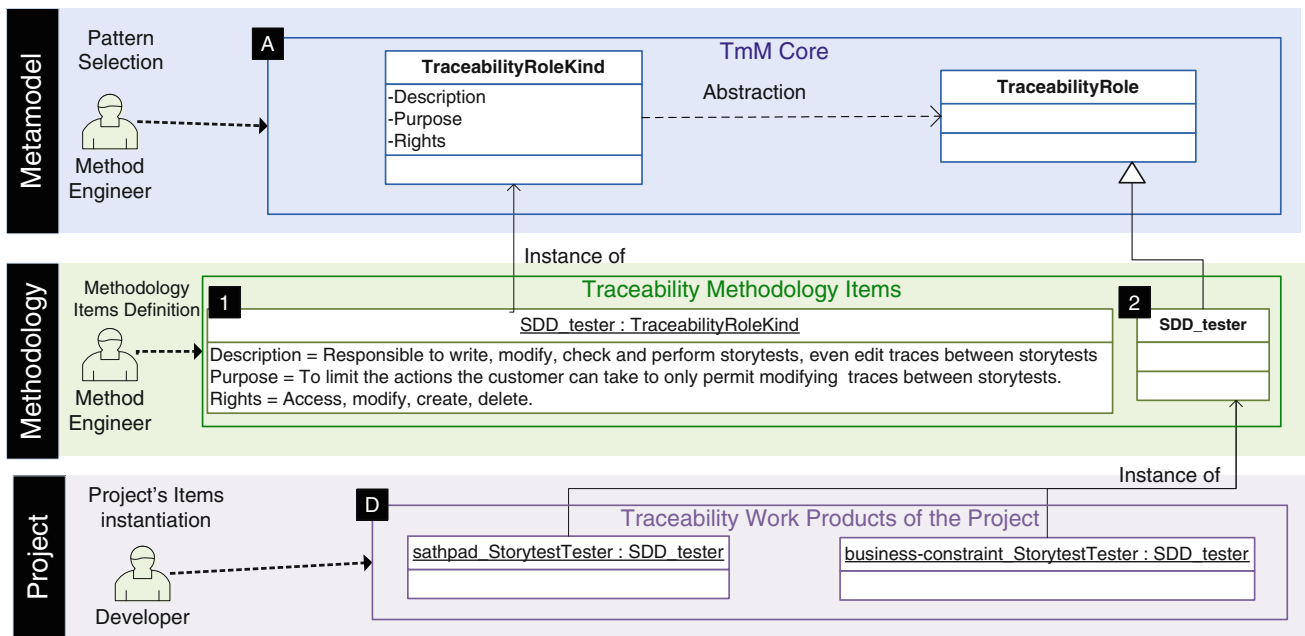 Metamodel
Pattern
Selection
Method
Engineer
A
TmM Core
TraceabilityRoleKind
-Description
-Purpose
-Rights
Abstraction
TraceabilityRole
Instance of
Methodology
Methodology
Items Definition
Method
Engineer
Traceability Methodology Items
1
SDD_tester : TraceabilityRoleKind
Description = Responsible to write, modify, check and perform storytests, even edit traces between storytests
Purpose = To limit the actions the customer can take to only permit modifying traces between storytests.
Rights = Access, modify, create, delete.
2
SDD_tester
Instance of
Project
Project's Items
instantiation
Developer
D
Traceability Work Products of the Project
sathpad_StorytestTester : SDD_tester
business-constraint_StorytestTester : SDD_tester